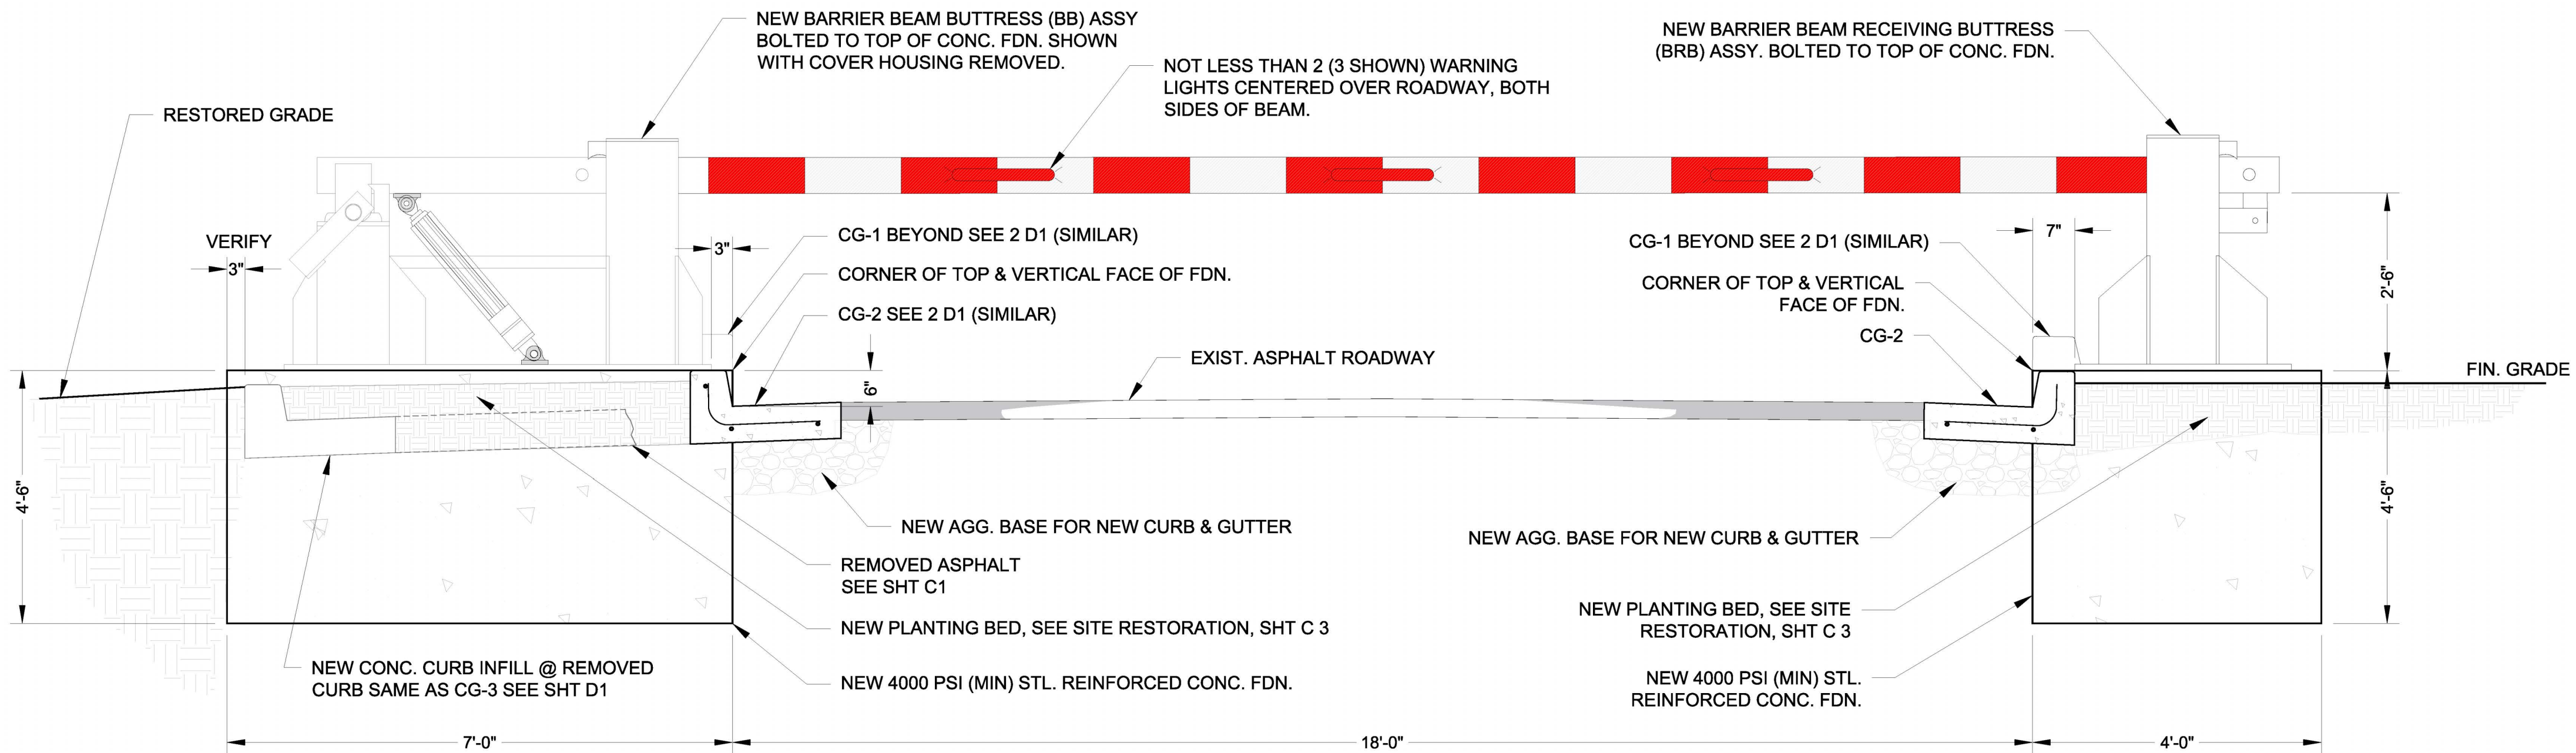 NEW BARRIER BEAM BUTTRESS (BB) ASSY
BOLTED TO TOP OF CONC. FDN. SHOWN
WITH COVER HOUSING REMOVED.
NEW BARRIER BEAM RECEIVING BUTTRESS
(BRB) ASSY. BOLTED TO TOP OF CONC. FDN.
NOT LESS THAN 2 (3 SHOWN) WARNING
LIGHTS CENTERED OVER ROADWAY, BOTH
SIDES OF BEAM.
RESTORED GRADE
VERIFY
3"
3"
CG-1 BEYOND SEE 2 D1 (SIMILAR)
CORNER OF TOP & VERTICAL FACE OF FDN.
CG-2 SEE 2 D1 (SIMILAR)
7"
CG-1 BEYOND SEE 2 D1 (SIMILAR)
CORNER OF TOP & VERTICAL
FACE OF FDN.
CG-2
2'-6"
EXIST. ASPHALT ROADWAY
FIN. GRADE
6"
4'-6"
4'-6"
NEW AGG. BASE FOR NEW CURB & GUTTER
NEW AGG. BASE FOR NEW CURB & GUTTER
REMOVED ASPHALT
SEE SHT C1
NEW PLANTING BED, SEE SITE RESTORATION, SHT C 3
NEW PLANTING BED, SEE SITE
RESTORATION, SHT C 3
NEW CONC. CURB INFILL @ REMOVED
CURB SAME AS CG-3 SEE SHT D1
NEW 4000 PSI (MIN) STL. REINFORCED CONC. FDN.
NEW 4000 PSI (MIN) STL.
REINFORCED CONC. FDN.
7'-0"
18'-0"
4'-0"